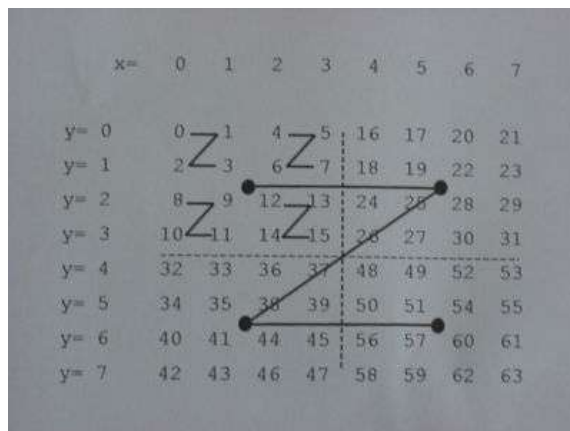 x= 0 1 2 3 4 5 6 7
y= 0 0 1 4 5 16 17 20 21
y= 1 2 3 6 7 18 19 22 23
y= 2 8 9 12 13 24 25 28 29
y= 3 10 11 14 15 26 27 30 31
y= 4 32 33 36 37 48 49 52 53
y= 5 34 35 38 39 50 51 54 55
y= 6 40 41 44 45 56 57 60 61
y= 7 42 43 46 47 58 59 62 63